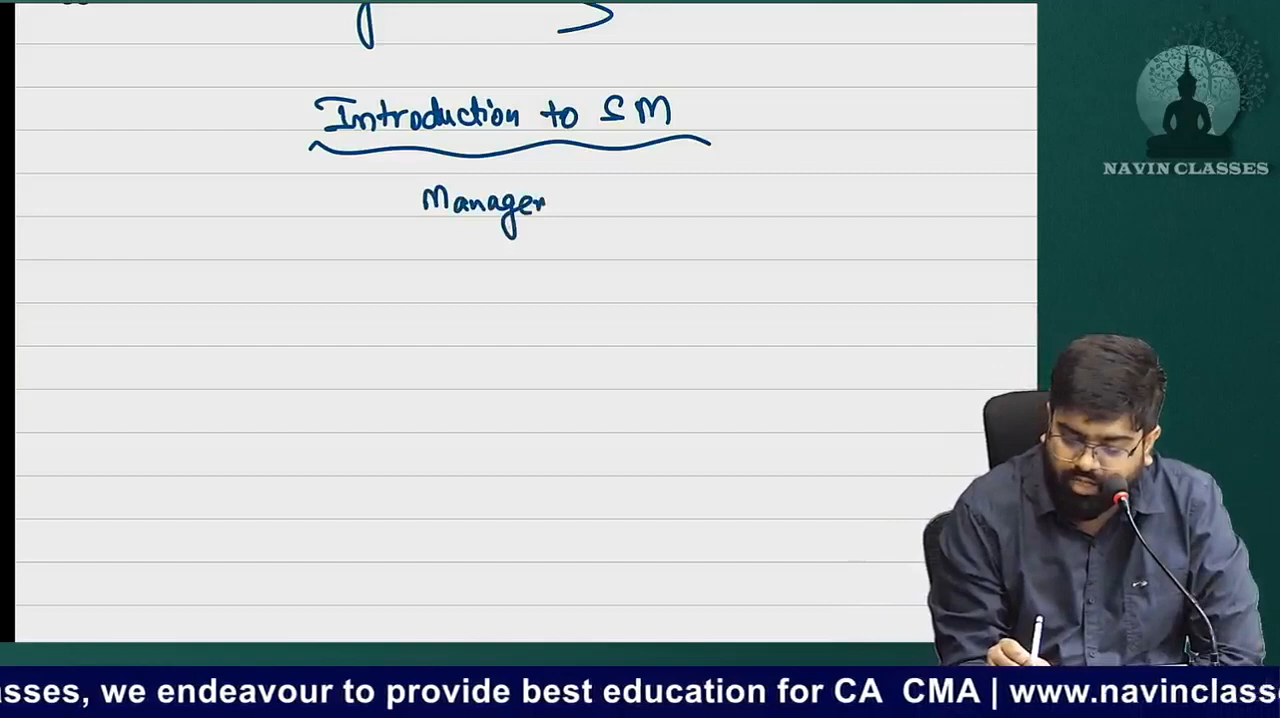 Introduction to SM
Manager
NAVIN CLASSES
asses, we endeavour to provide best education for CA CMA | www.navinclasse